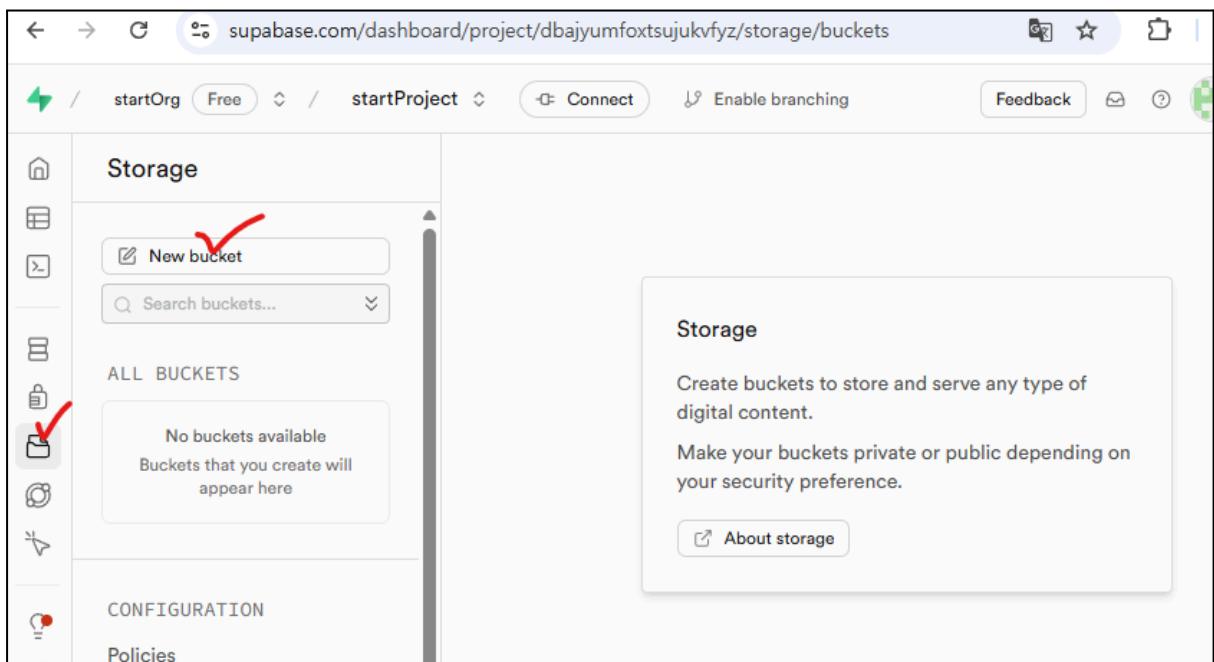 supabase.com/dashboard/project/dbajyumfoxtsujukvfyz/storage/buckets
/ startOrg Free / startProject Connect Enable branching Feedback
Storage
New bucket
Search buckets...
ALL BUCKETS
No buckets available
Buckets that you create will
appear here
CONFIGURATION
Policies
Storage
Create buckets to store and serve any type of
digital content.
Make your buckets private or public depending on
your security preference.
About storage